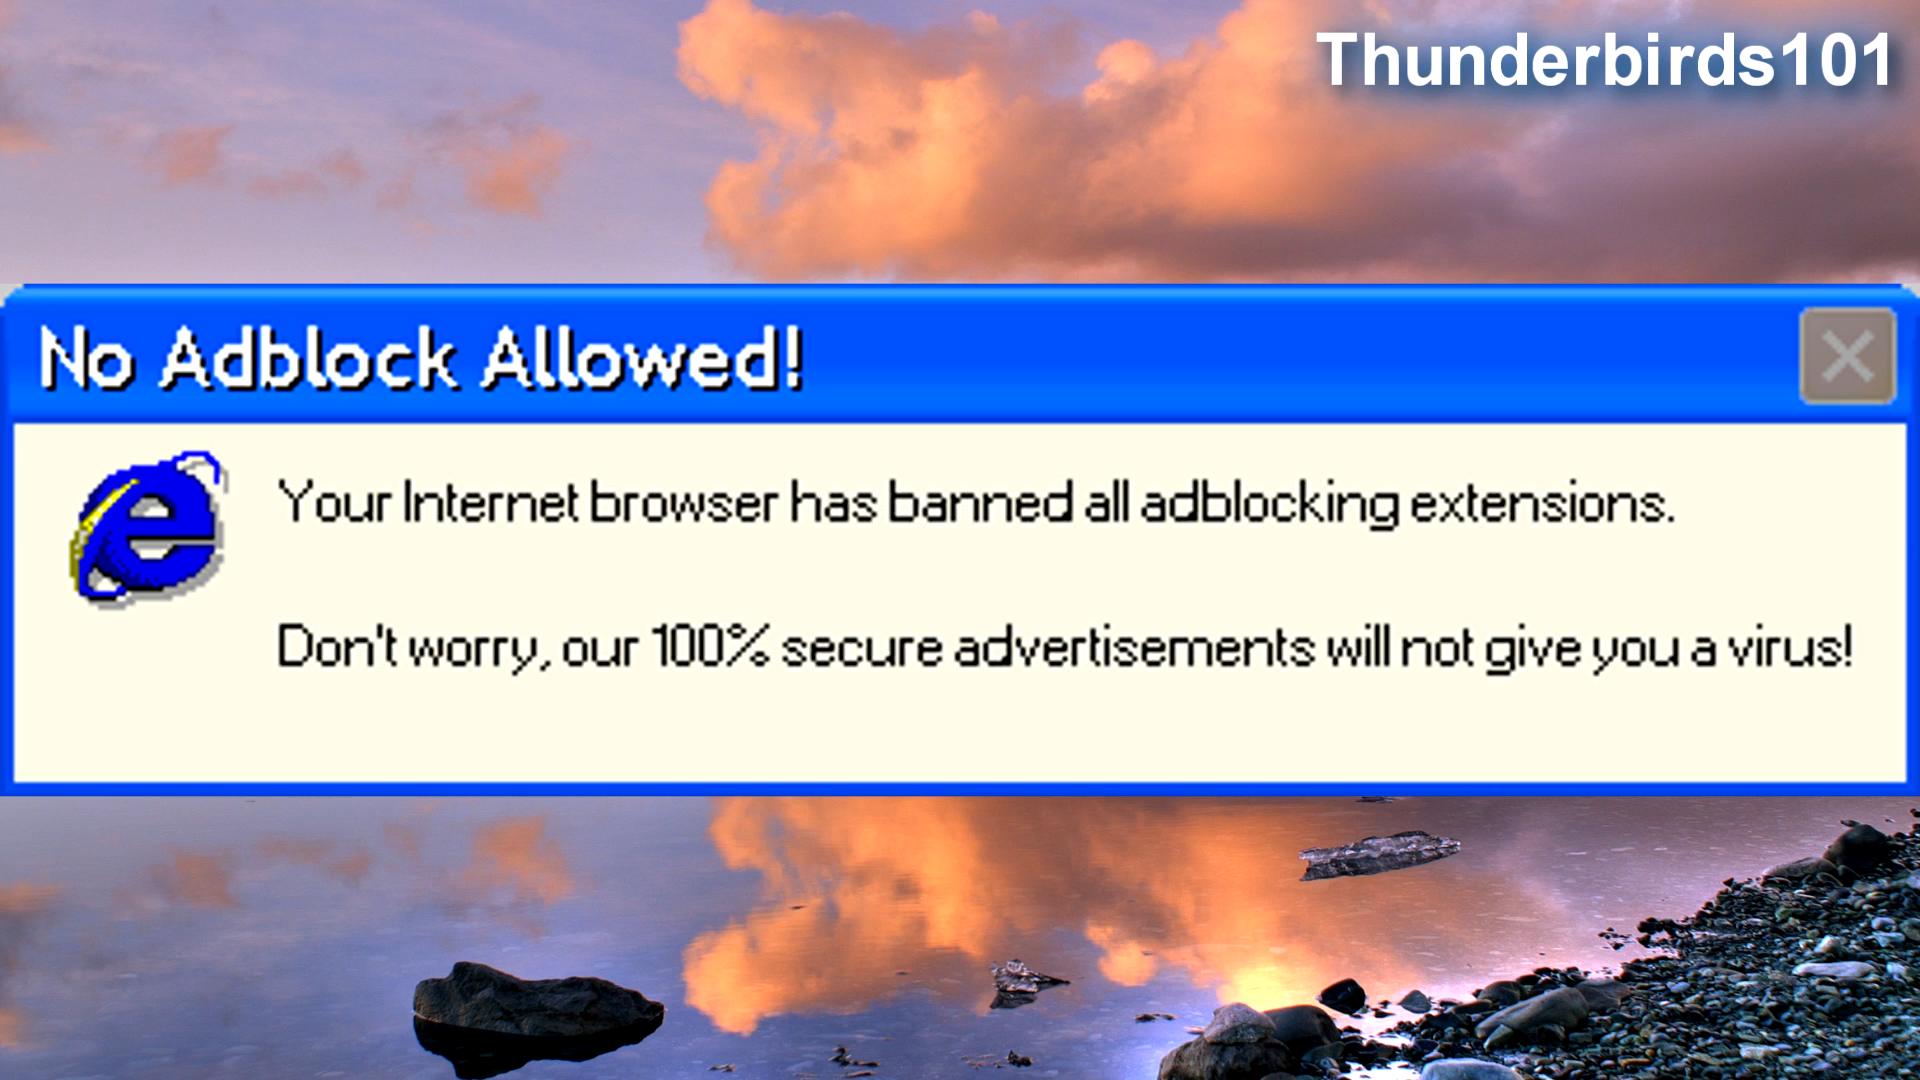 Thunderbirds101
No Adblock Allowed!
Your Internet browser has banned all adblocking extensions.
Don't worry, our 100% secure advertisements will not give you a virus!